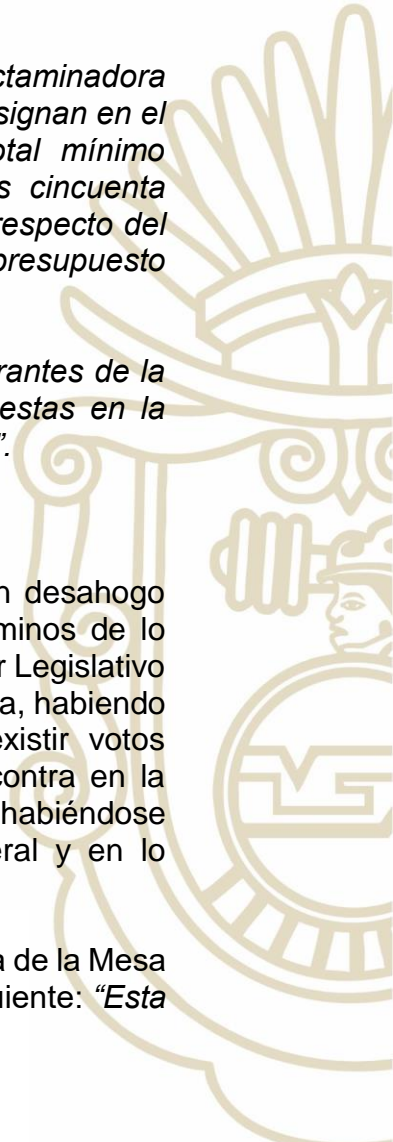 ctaminadora
signan en el
otal mínimo
s cincuenta
respecto del
presupuesto
rantes de la
estas en la
”.
n desahogo
minos de lo
r Legislativo
a, habiendo
existir votos
contra en la
habiéndose
eral y en lo
a de la Mesa
uiente: “Esta